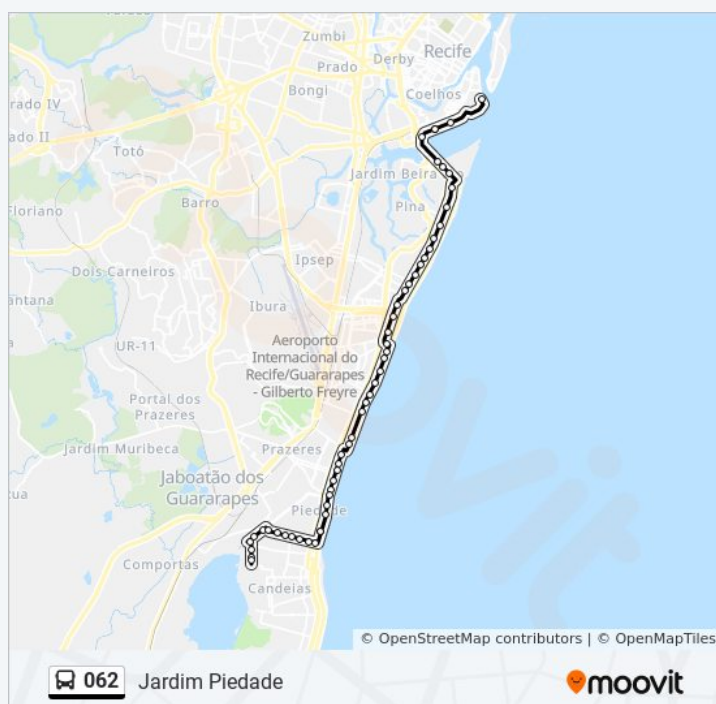 Zumbi
Recife
Derby
Prado
Bongi
Coelhos
rado IV
ado II
Totó
Jardim Beira
Floriano
Barro
Pina
Ipsep
Dois Carneiros
antana
Ibura
UR-11
Aeroporto
Internacional do
Recife/Guararapes
- Gilberto Freyre
Portal dos
Prazeres
Jardim Muribeca
Prazeres
Jaboatão dos
Guararapes
Piedade
Comportas
Candeias
© OpenStreetMap contributors | © OpenMapTiles
062 Jardim Piedade
moovit